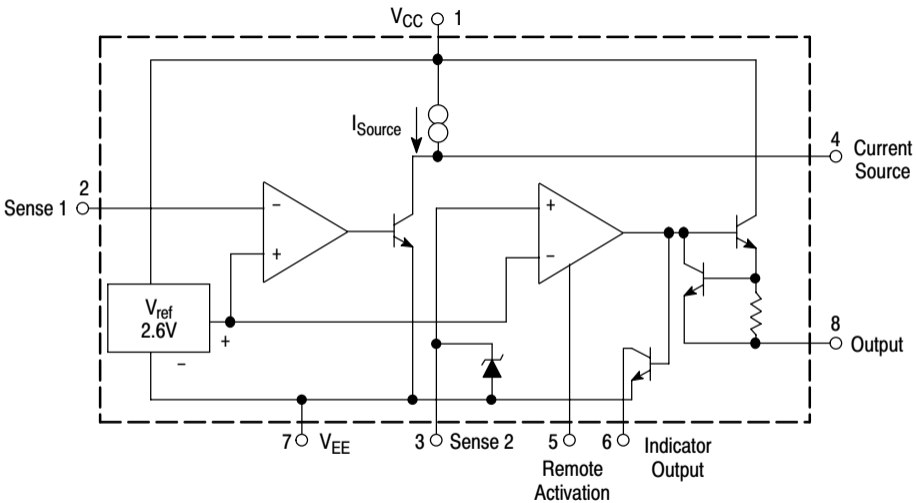 VCC 1
ISource
4
Current
Source
2
Sense 1
−
+
+
−
Vref
2.6V
+
−
8
Output
7 VEE
3 Sense 2
5
Remote
Activation
6 Indicator
Output